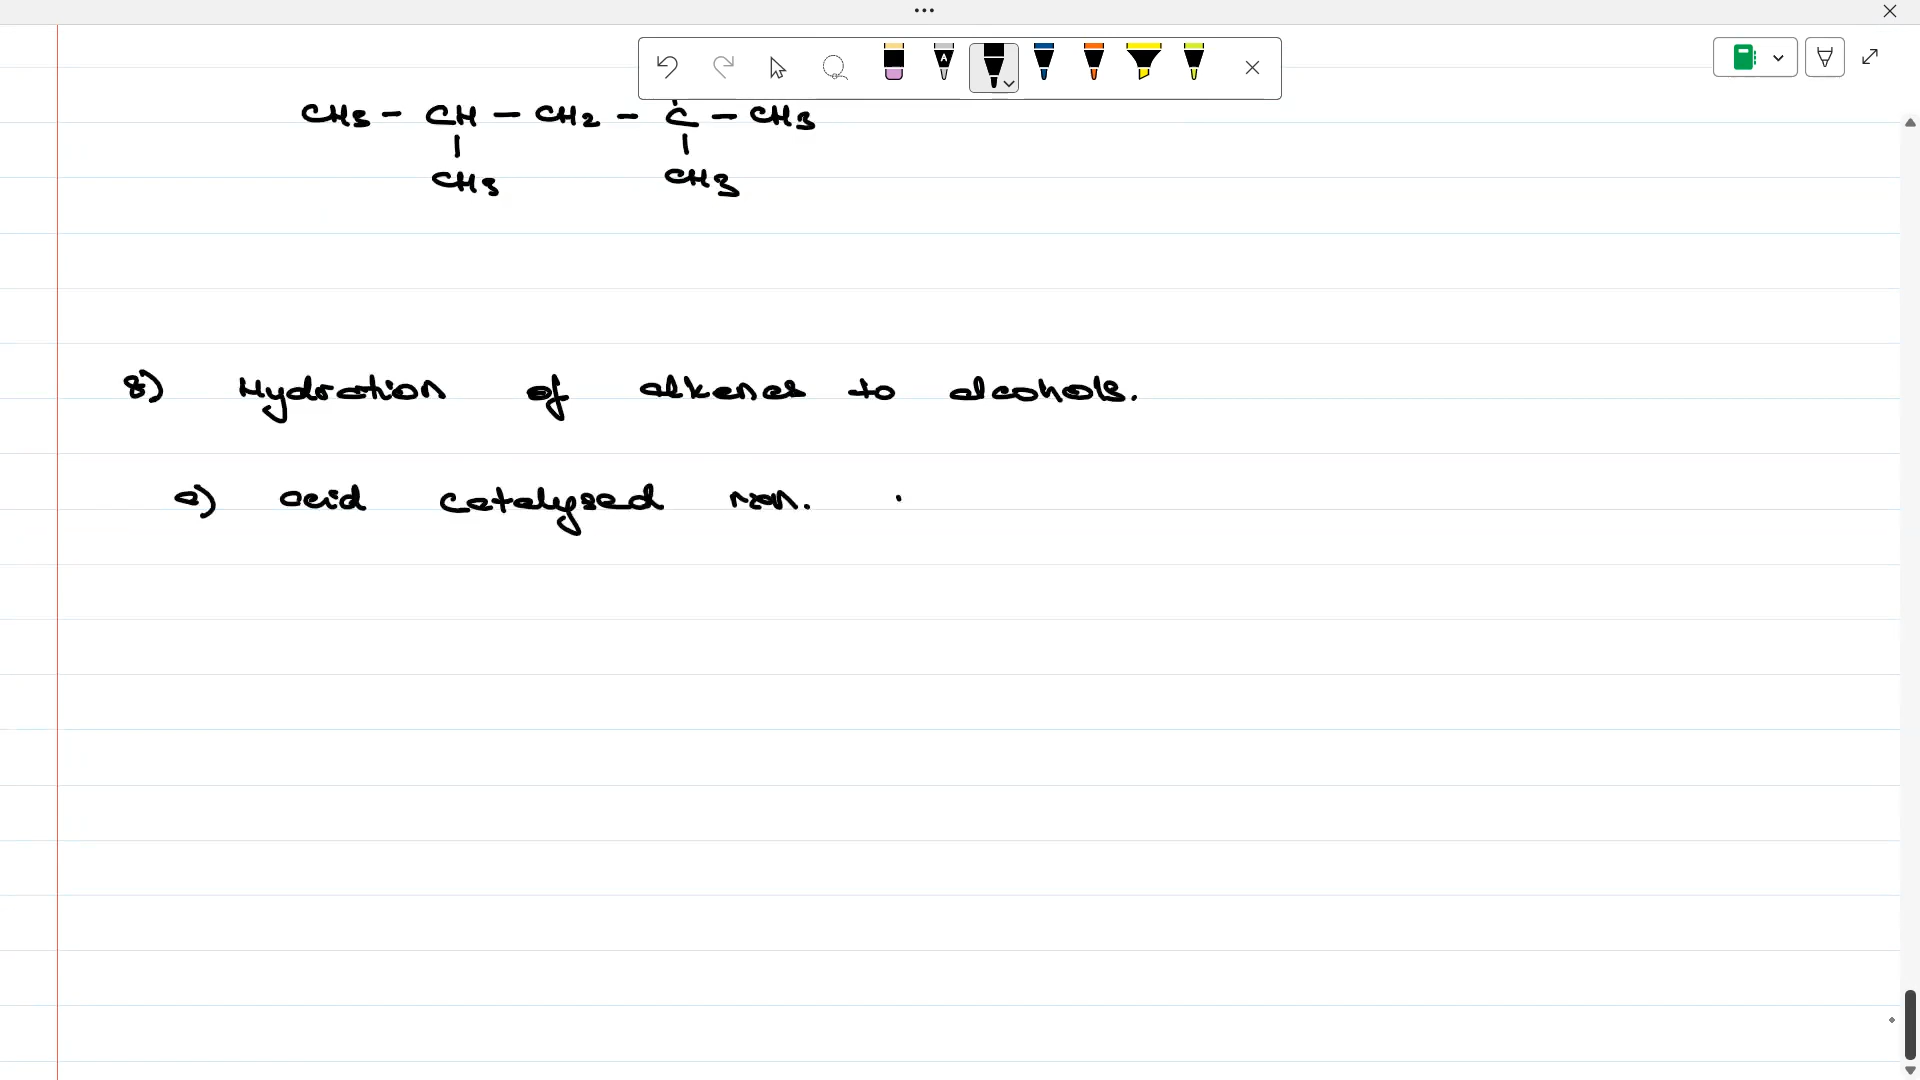 CH3 - CH - CH2 - C - CH3
| |
CH3 CH3
8) Hydration of alkenes to alcohols.
a) acid catalysed rxn.